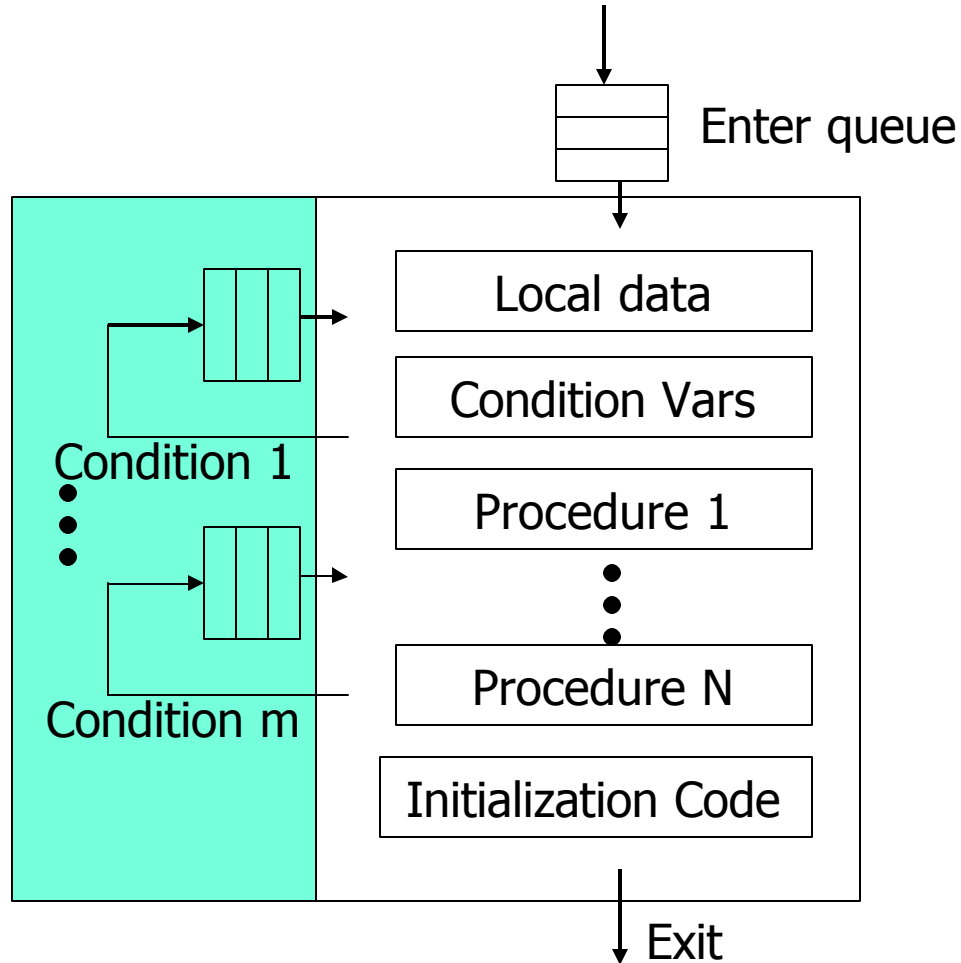 Enter queue
Local data
Condition Vars
Condition 1
Procedure 1
Procedure N
Condition m
Initialization Code
Exit